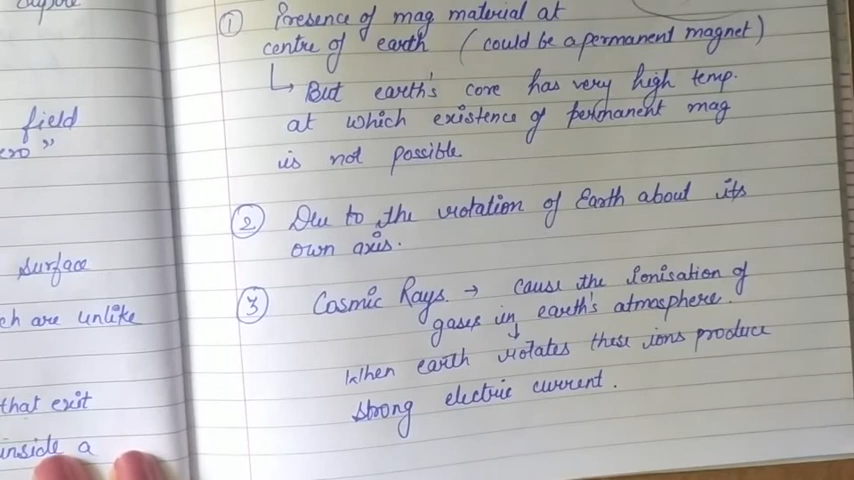 field
surface
ch are unlike
that exit
inside a
① Presence of mag material at
centre of earth (could be a permanent magnet)
↳ But earth's core has very high temp.
at which existence of permanent mag
is not possible.
② Due to the rotation of Earth about its
own axis.
③ Cosmic Rays. → cause the Ionisation of
gases in earth's atmosphere.
↓
When earth rotates these ions produce
strong electric current.